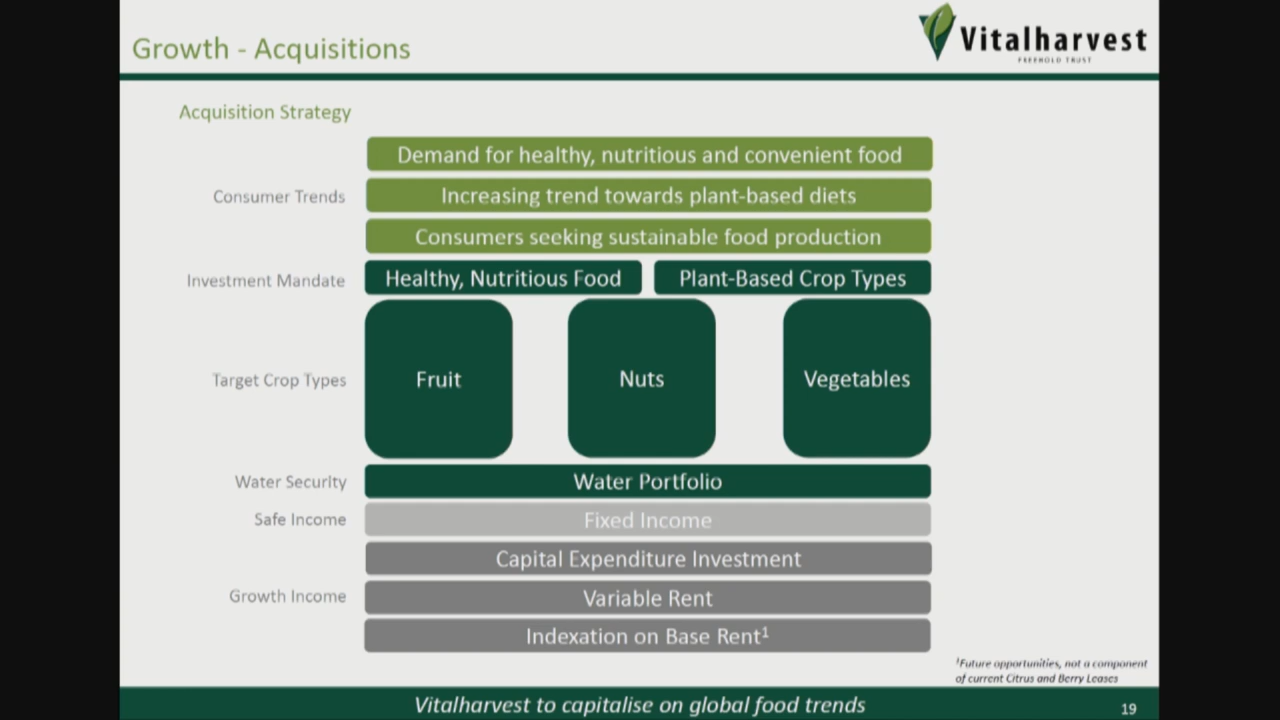 Growth - Acquisitions
Vitalharvest
FREEHOLD TRUST
Acquisition Strategy
Demand for healthy, nutritious and convenient food
Consumer Trends
Increasing trend towards plant-based diets
Consumers seeking sustainable food production
Investment Mandate
Healthy, Nutritious Food
Plant-Based Crop Types
Target Crop Types
Fruit
Nuts
Vegetables
Water Security
Water Portfolio
Safe Income
Fixed Income
Capital Expenditure Investment
Growth Income
Variable Rent
Indexation on Base Rent¹
¹Future opportunities, not a component
of current Citrus and Berry Leases
Vitalharvest to capitalise on global food trends
19